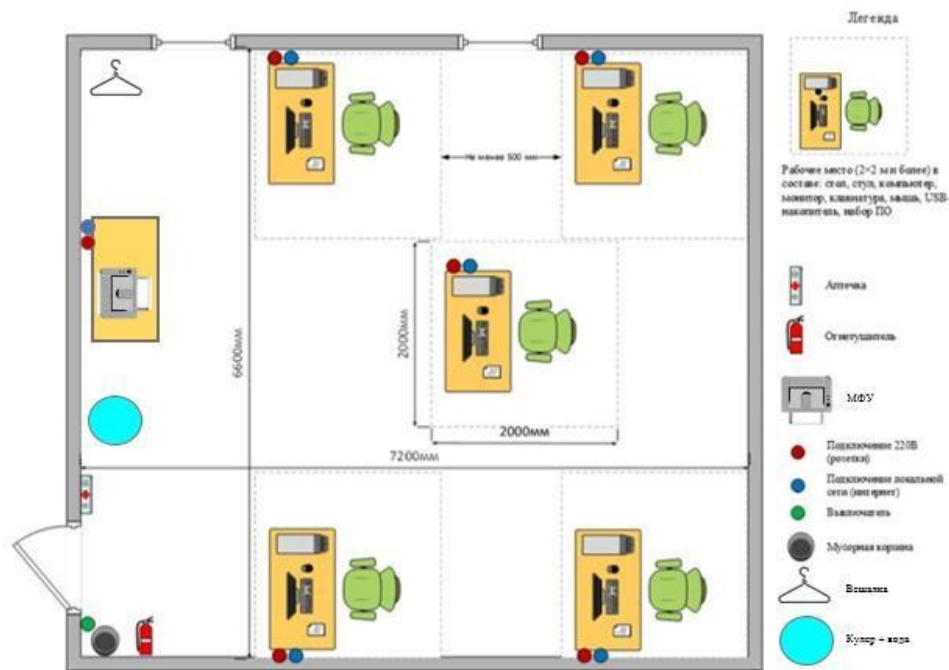 Легенда
Не менее 500 мм
Рабочее место (2×2 м и более) в
составе: стол, стул, компьютер,
монитор, клавиатура, мышь, USB-
накопитель, набор ПО
Аптечка
Огнетушитель
2000мм
6600мм
МФУ
2000мм
7200мм
Подключение 220В
(розетки)
Подключение локальной
сети (интернет)
Выключатель
Мусорная корзина
Вешалка
Кулер + вода